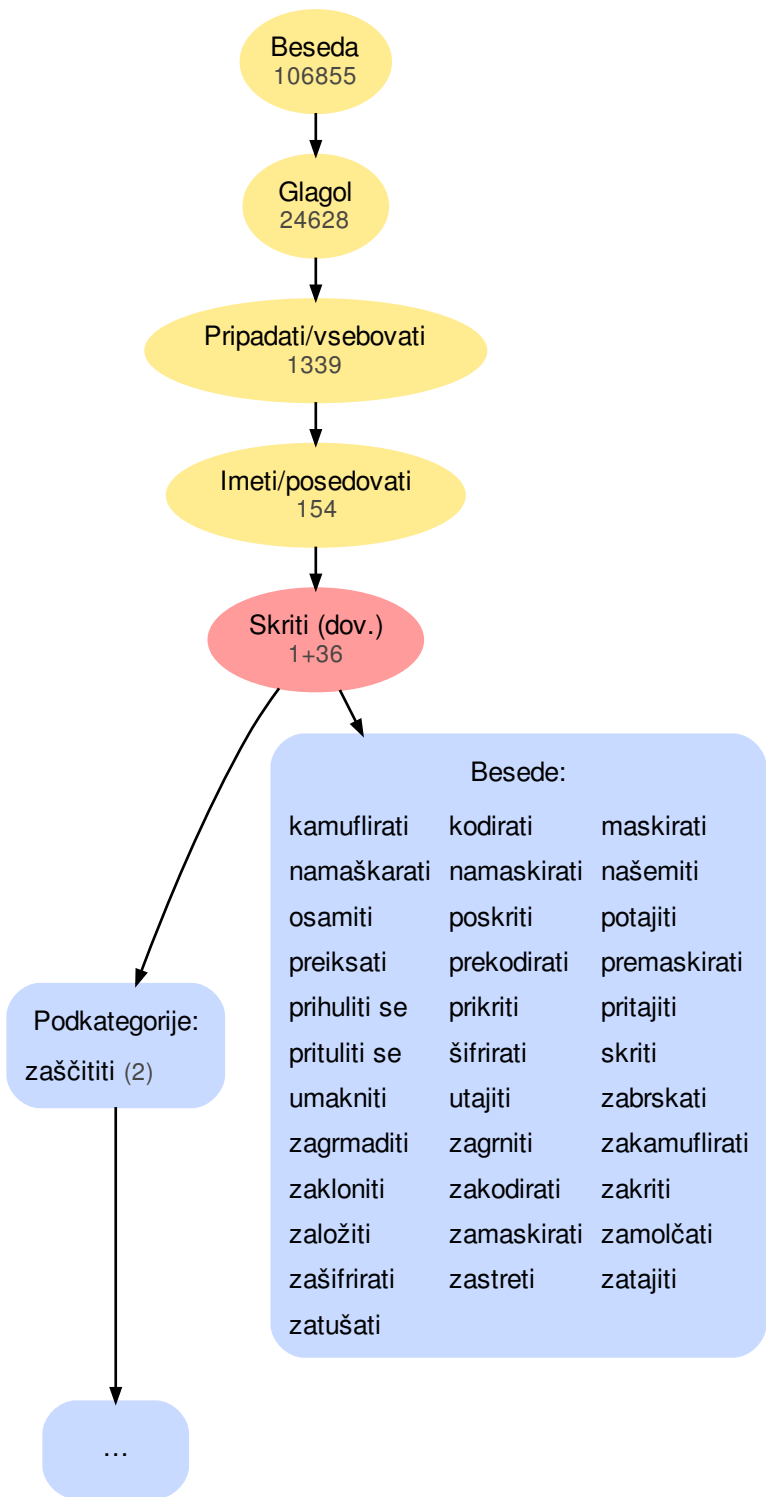 Beseda
106855
Glagol
24628
Pripadati/vsebovati
1339
Imeti/posedovati
154
Skriti (dov.)
1+36
Besede:
kamuflirati kodirati maskirati
namaškarati namaskirati našemiti
osamiti poskriti potajiti
preiksati prekodirati premaskirati
prihuliti se prikriti pritajiti
prituliti se šifrirati skriti
umakniti utajiti zabrskati
zagrmaditi zagrniti zakamuflirati
zakloniti zakodirati zakriti
založiti zamaskirati zamolčati
zašifrirati zastreti zatajiti
zatušati
Podkategorije:
zaščititi (2)
...